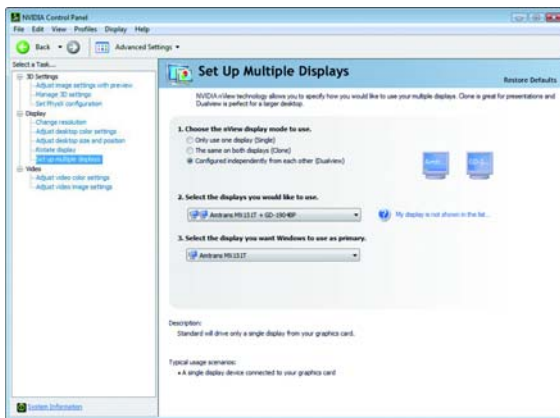 NVIDIA Control Panel
File Edit View Profiles Display Help
Back Advanced Settings
Select a Task...
3D Settings
Adjust image settings with preview
Manage 3D settings
Set PhysX configuration
Display
Change resolution
Adjust desktop color settings
Adjust desktop size and position
Rotate display
Set up multiple displays
Video
Adjust video color settings
Adjust video image settings
System Information
Set Up Multiple Displays
Restore Defaults
NVIDIA nView technology allows you to specify how you would like to use your multiple displays. Clone is great for presentations and
Dualview is perfect for a larger desktop.
1. Choose the nView display mode to use.
Only use one display (Single)
The same on both displays (Clone)
Configured independently from each other (Dualview)
2. Select the displays you would like to use.
Amtrans MX151T + GD-1904BP
My display is not shown in the list...
3. Select the display you want Windows to use as primary.
Amtrans MX151T
Description:
Standard will drive only a single display from your graphics card.
Typical usage scenarios:
• A single display device connected to your graphics card